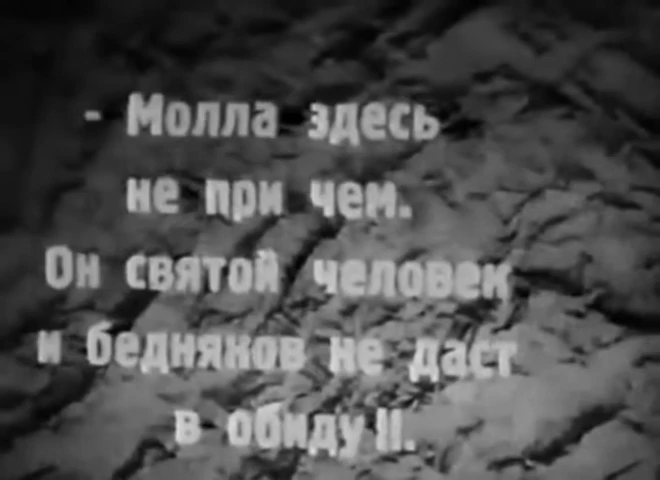 - Молла здесь
не при чем.
Он святой человек
и бедняков не даст
в обиду!!.